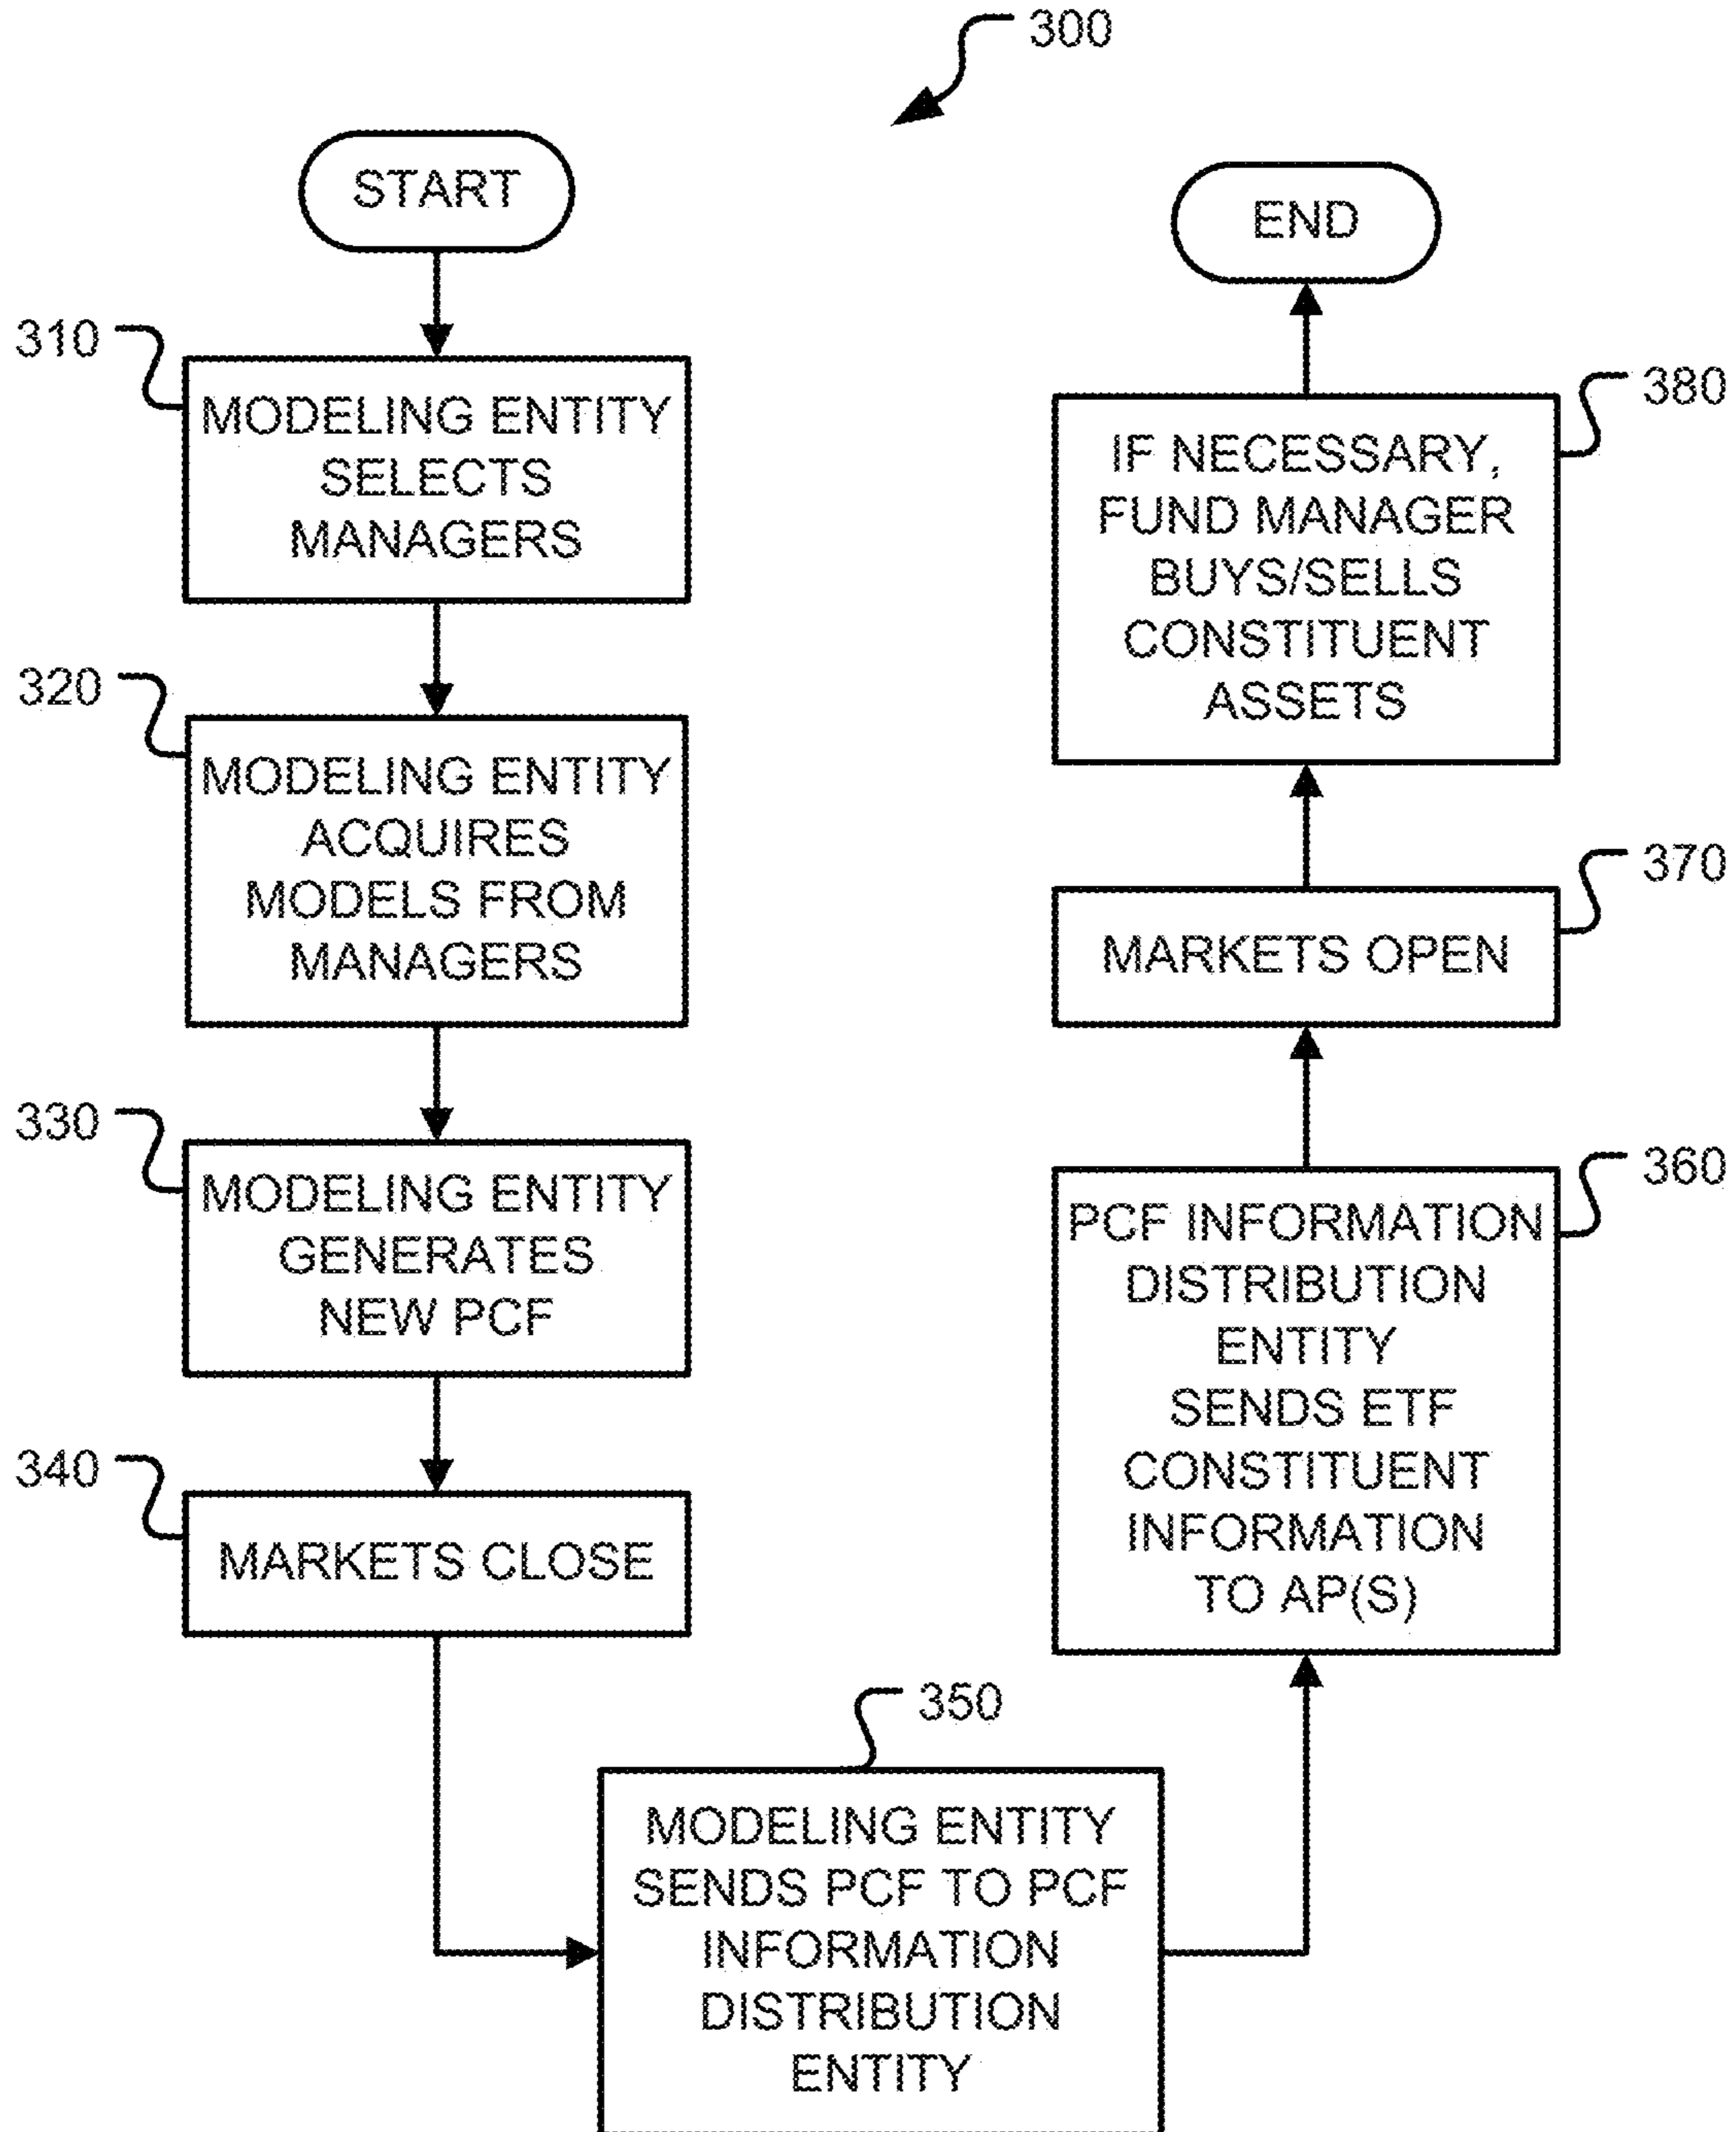 300
START
310
MODELING ENTITY
SELECTS
MANAGERS
320
MODELING ENTITY
ACQUIRES
MODELS FROM
MANAGERS
330
MODELING ENTITY
GENERATES
NEW PCF
340
MARKETS CLOSE
350
MODELING ENTITY
SENDS PCF TO PCF
INFORMATION
DISTRIBUTION
ENTITY
360
PCF INFORMATION
DISTRIBUTION
ENTITY
SENDS ETF
CONSTITUENT
INFORMATION
TO AP(S)
370
MARKETS OPEN
380
IF NECESSARY,
FUND MANAGER
BUYS/SELLS
CONSTITUENT
ASSETS
END